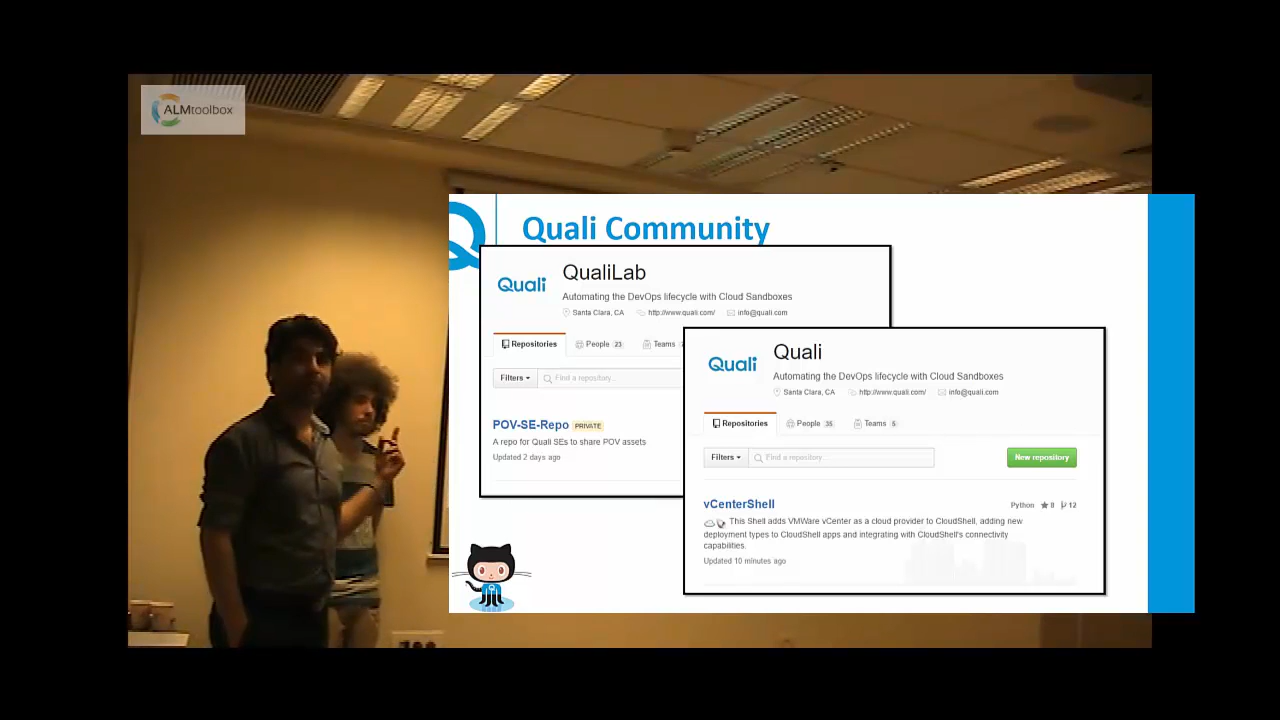 ALMtoolbox
Quali Community
Quali
QualiLab
Automating the DevOps lifecycle with Cloud Sandboxes
Santa Clara, CA http://www.quali.com/ info@quali.com
Repositories People 23 Teams
Filters Find a repository...
POV-SE-Repo PRIVATE
A repo for Quali SEs to share POV assets
Updated 2 days ago
Quali
Quali
Automating the DevOps lifecycle with Cloud Sandboxes
Santa Clara, CA http://www.quali.com/ info@quali.com
Repositories People 35 Teams 5
Filters Find a repository... New repository
vCenterShell Python 8 12
This Shell adds VMWare vCenter as a cloud provider to CloudShell, adding new
deployment types to CloudShell apps and integrating with CloudShell's connectivity
capabilities.
Updated 10 minutes ago